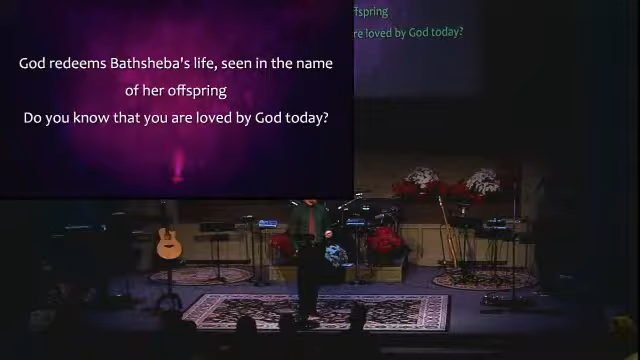 God redeems Bathsheba's life, seen in the name
of her offspring
Do you know that you are loved by God today?
ffspring
re loved by God today?